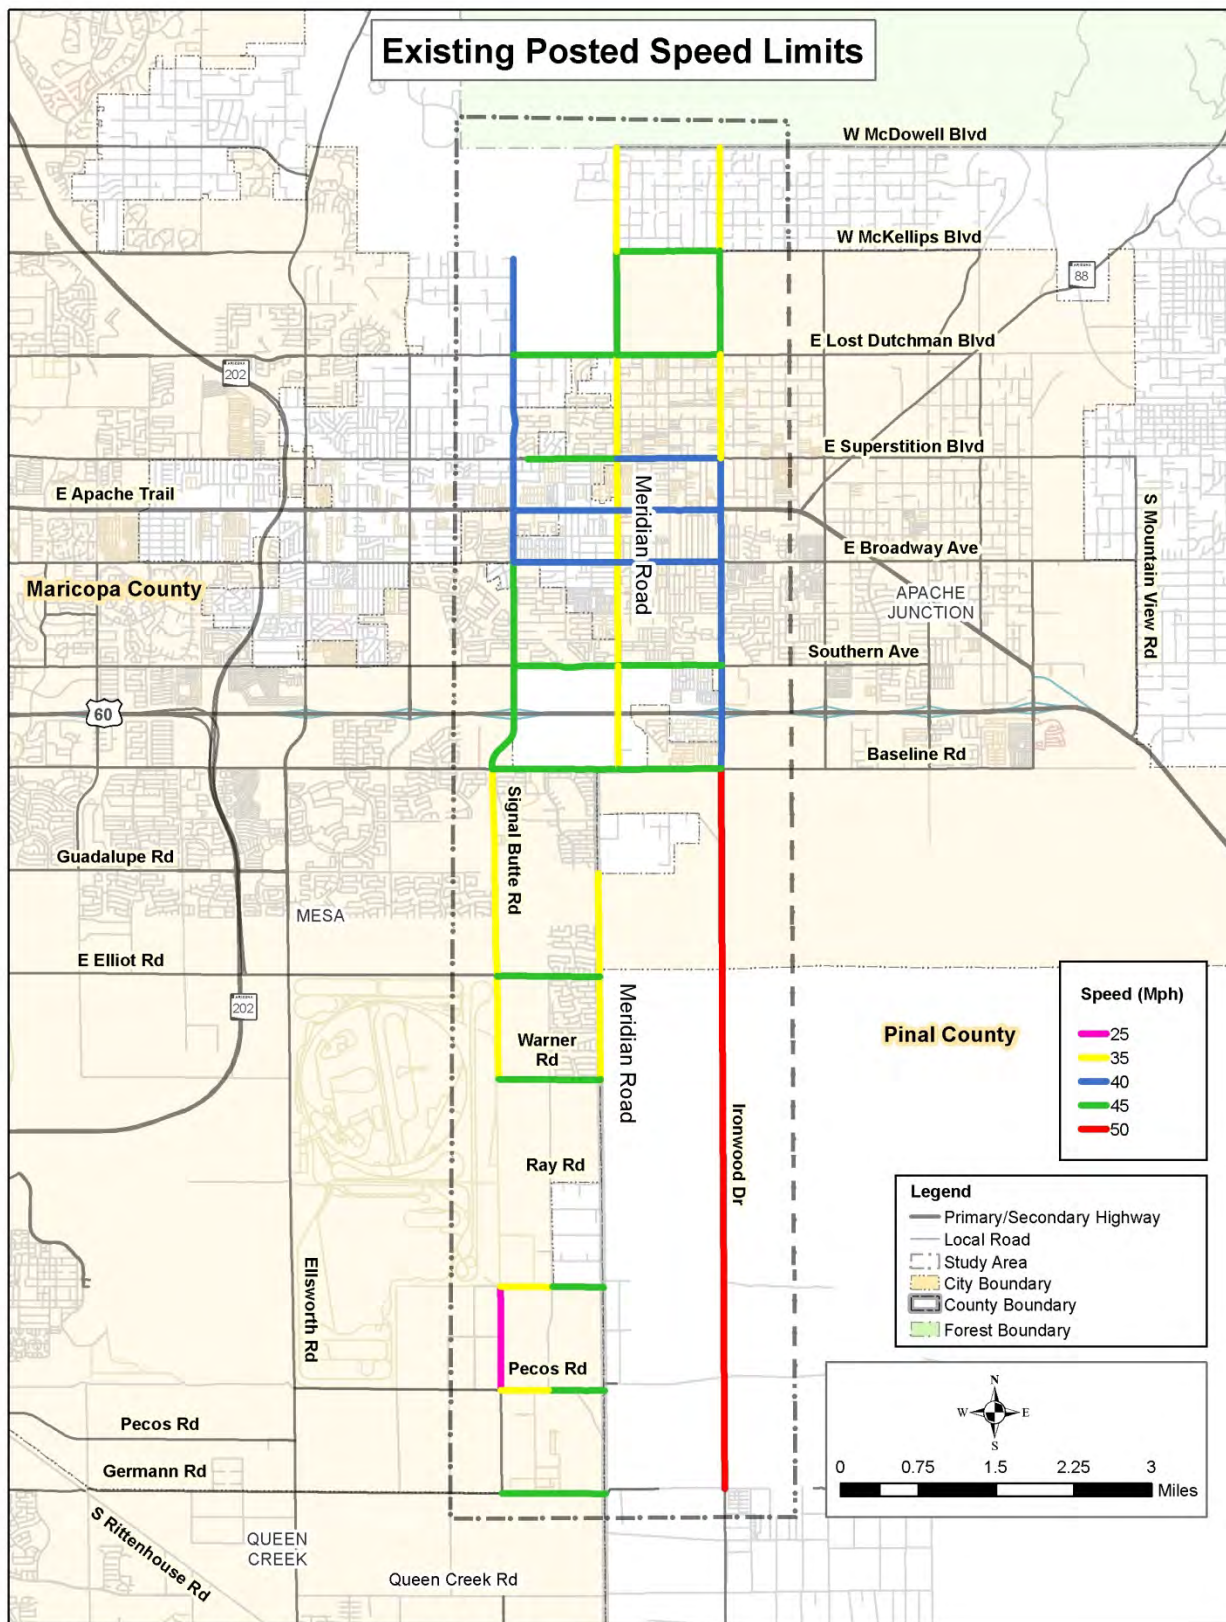 Existing Posted Speed Limits
W McDowell Blvd
W McKellips Blvd
ARIZONA
88
E Lost Dutchman Blvd
ARIZONA
202
E Superstition Blvd
E Apache Trail
Meridian Road
S Mountain View Rd
E Broadway Ave
Maricopa County
APACHE
JUNCTION
Southern Ave
60
Baseline Rd
Signal Butte Rd
Guadalupe Rd
MESA
E Elliot Rd
ARIZONA
202
Meridian Road
Warner
Rd
Pinal County
Speed (Mph)
25
35
40
45
50
Ironwood Dr
Ray Rd
Legend
Primary/Secondary Highway
Local Road
Study Area
City Boundary
County Boundary
Forest Boundary
Ellsworth Rd
Pecos Rd
N
W
E
S
Pecos Rd
Germann Rd
0 0.75 1.5 2.25 3
Miles
S Rittenhouse Rd
QUEEN
CREEK
Queen Creek Rd